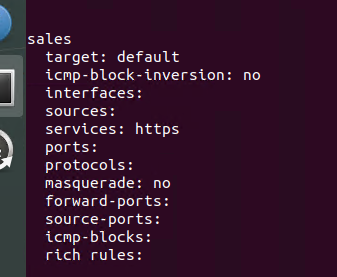 sales
target: default
icmp-block-inversion: no
interfaces:
sources:
services: https
ports:
protocols:
masquerade: no
forward-ports:
source-ports:
icmp-blocks:
rich rules: